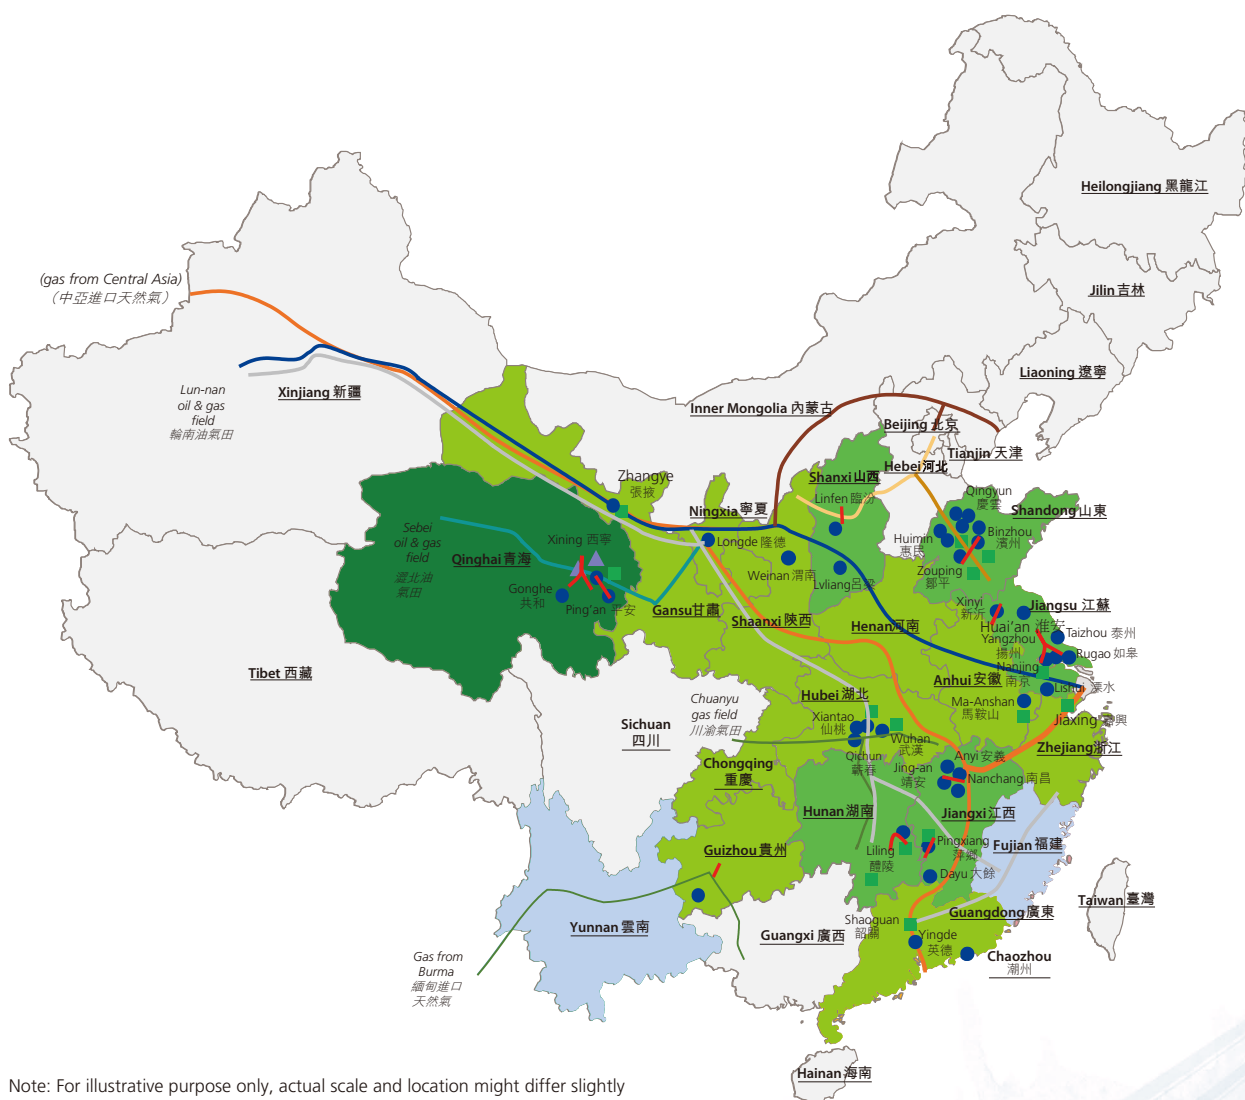 Heilongjiang 黑龍江
(gas from Central Asia)
（中亞進口天然氣）
Jilin 吉林
Liaoning 遼寧
Lun-nan
oil & gas
field
輪南油氣田
Xinjiang 新疆
Inner Mongolia 內蒙古
Beijing 北京
Tianjin 天津
Hebei 河北
Shanxi 山西
Linfen 臨汾
Zhangye
張掖
Ningxia 寧夏
Qingyun
慶雲
Shandong 山東
Binzhou
濱州
Huimin
惠民
Zouping
鄒平
Sebei
oil & gas
field
澀北油
氣田
Qinghai 青海
Xining 西寧
Gonghe
共和
Ping'an 平安
Longde 隆德
Weinan 渭南
Lvliang 呂梁
Gansu 甘肅
Shaanxi 陝西
Henan 河南
Xinyi
新沂
Jiangsu 江蘇
Huai'an 淮安
Taizhou 泰州
Yangzhou
揚州
Rugao 如皋
Nanjing
南京
Lishui 溧水
Tibet 西藏
Anhui 安徽
Ma-Anshan
馬鞍山
Jiaxing 嘉興
Zhejiang 浙江
Sichuan
四川
Chuanyu
gas field
川渝氣田
Hubei 湖北
Xiantao
仙桃
Wuhan
武漢
Qichun
蘄春
Chongqing
重慶
Anyi 安義
Jing-an
靖安
Nanchang 南昌
Hunan 湖南
Jiangxi 江西
Guizhou 貴州
Liling
醴陵
Pingxiang
萍鄉
Fujian 福建
Dayu 大餘
Taiwan 臺灣
Yunnan 雲南
Guangxi 廣西
Shaoguan
韶關
Guangdong 廣東
Yingde
英德
Chaozhou
潮州
Gas from
Burma
緬甸進口
天然氣
Hainan 海南
Note: For illustrative purpose only, actual scale and location might differ slightly